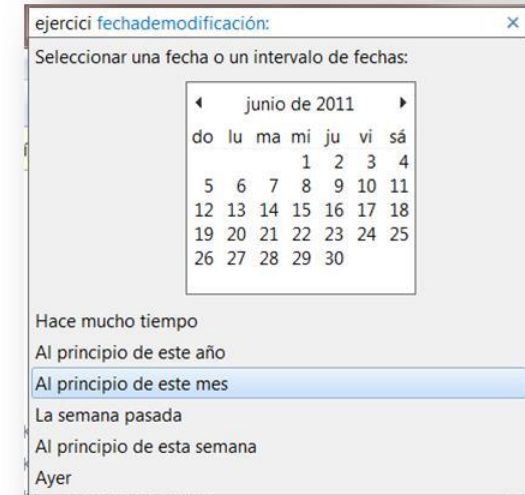 ejercici fechademodificación:
Seleccionar una fecha o un intervalo de fechas:
junio de 2011
do lu ma mi ju vi sá
1 2 3 4
5 6 7 8 9 10 11
12 13 14 15 16 17 18
19 20 21 22 23 24 25
26 27 28 29 30
Hace mucho tiempo
Al principio de este año
Al principio de este mes
La semana pasada
Al principio de esta semana
Ayer